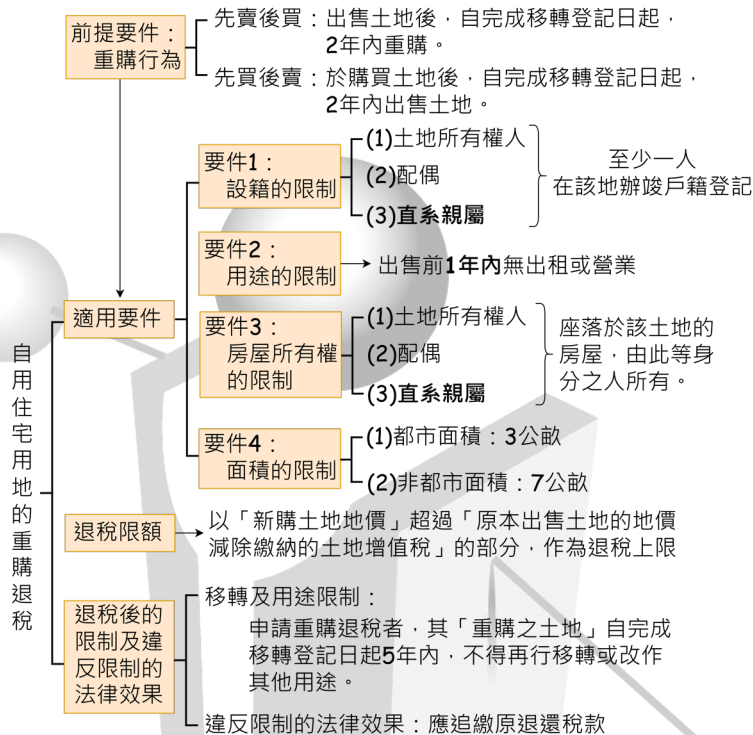 前提要件：
重購行為
先賣後買：出售土地後，自完成移轉登記日起，
2年內重購。
先買後賣：於購買土地後，自完成移轉登記日起，
2年內出售土地。
自用住宅用地的重購退稅
適用要件
要件1：
設籍的限制
(1)土地所有權人
(2)配偶
(3)直系親屬
至少一人
在該地辦竣戶籍登記
要件2：
用途的限制
出售前1年內無出租或營業
要件3：
房屋所有權
的限制
(1)土地所有權人
(2)配偶
(3)直系親屬
座落於該土地的
房屋，由此等身
分之人所有。
要件4：
面積的限制
(1)都市面積：3公畝
(2)非都市面積：7公畝
退稅限額
以「新購土地地價」超過「原本出售土地的地價
減除繳納的土地增值稅」的部分，作為退稅上限
退稅後的
限制及違
反限制的
法律效果
移轉及用途限制：
申請重購退稅者，其「重購之土地」自完成
移轉登記日起5年內，不得再行移轉或改作
其他用途。
違反限制的法律效果：應追繳原退還稅款